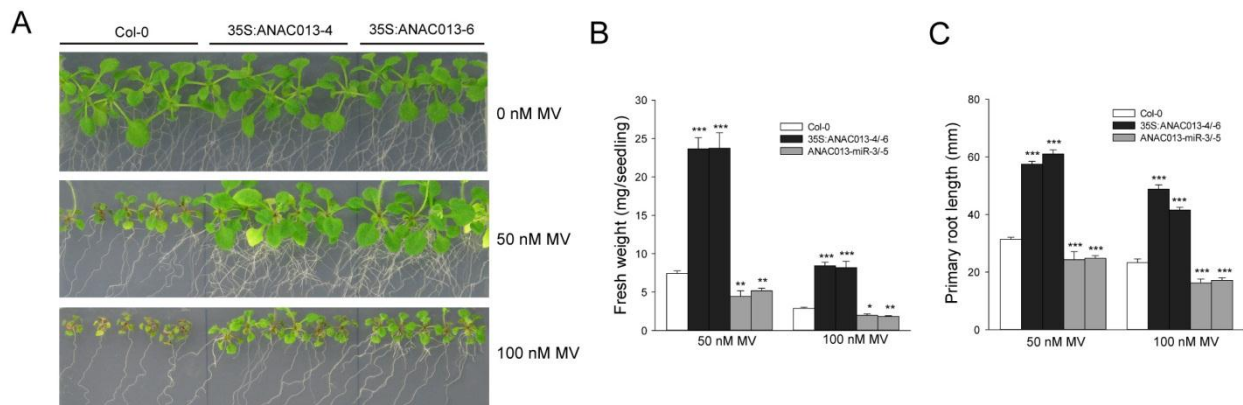 A
Col-0 35S:ANAC013-4 35S:ANAC013-6
0 nM MV
50 nM MV
100 nM MV
B
Fresh weight (mg/seedling)
30
25
20
15
10
5
0
Col-0
35S:ANAC013-4/-6
ANAC013-miR-3/-5
*** ***
** **
*** ***
* **
50 nM MV 100 nM MV
C
Primary root length (mm)
80
60
40
20
0
Col-0
35S:ANAC013-4/-6
ANAC013-miR-3/-5
*** ***
*** ***
*** ***
*** ***
50 nM MV 100 nM MV